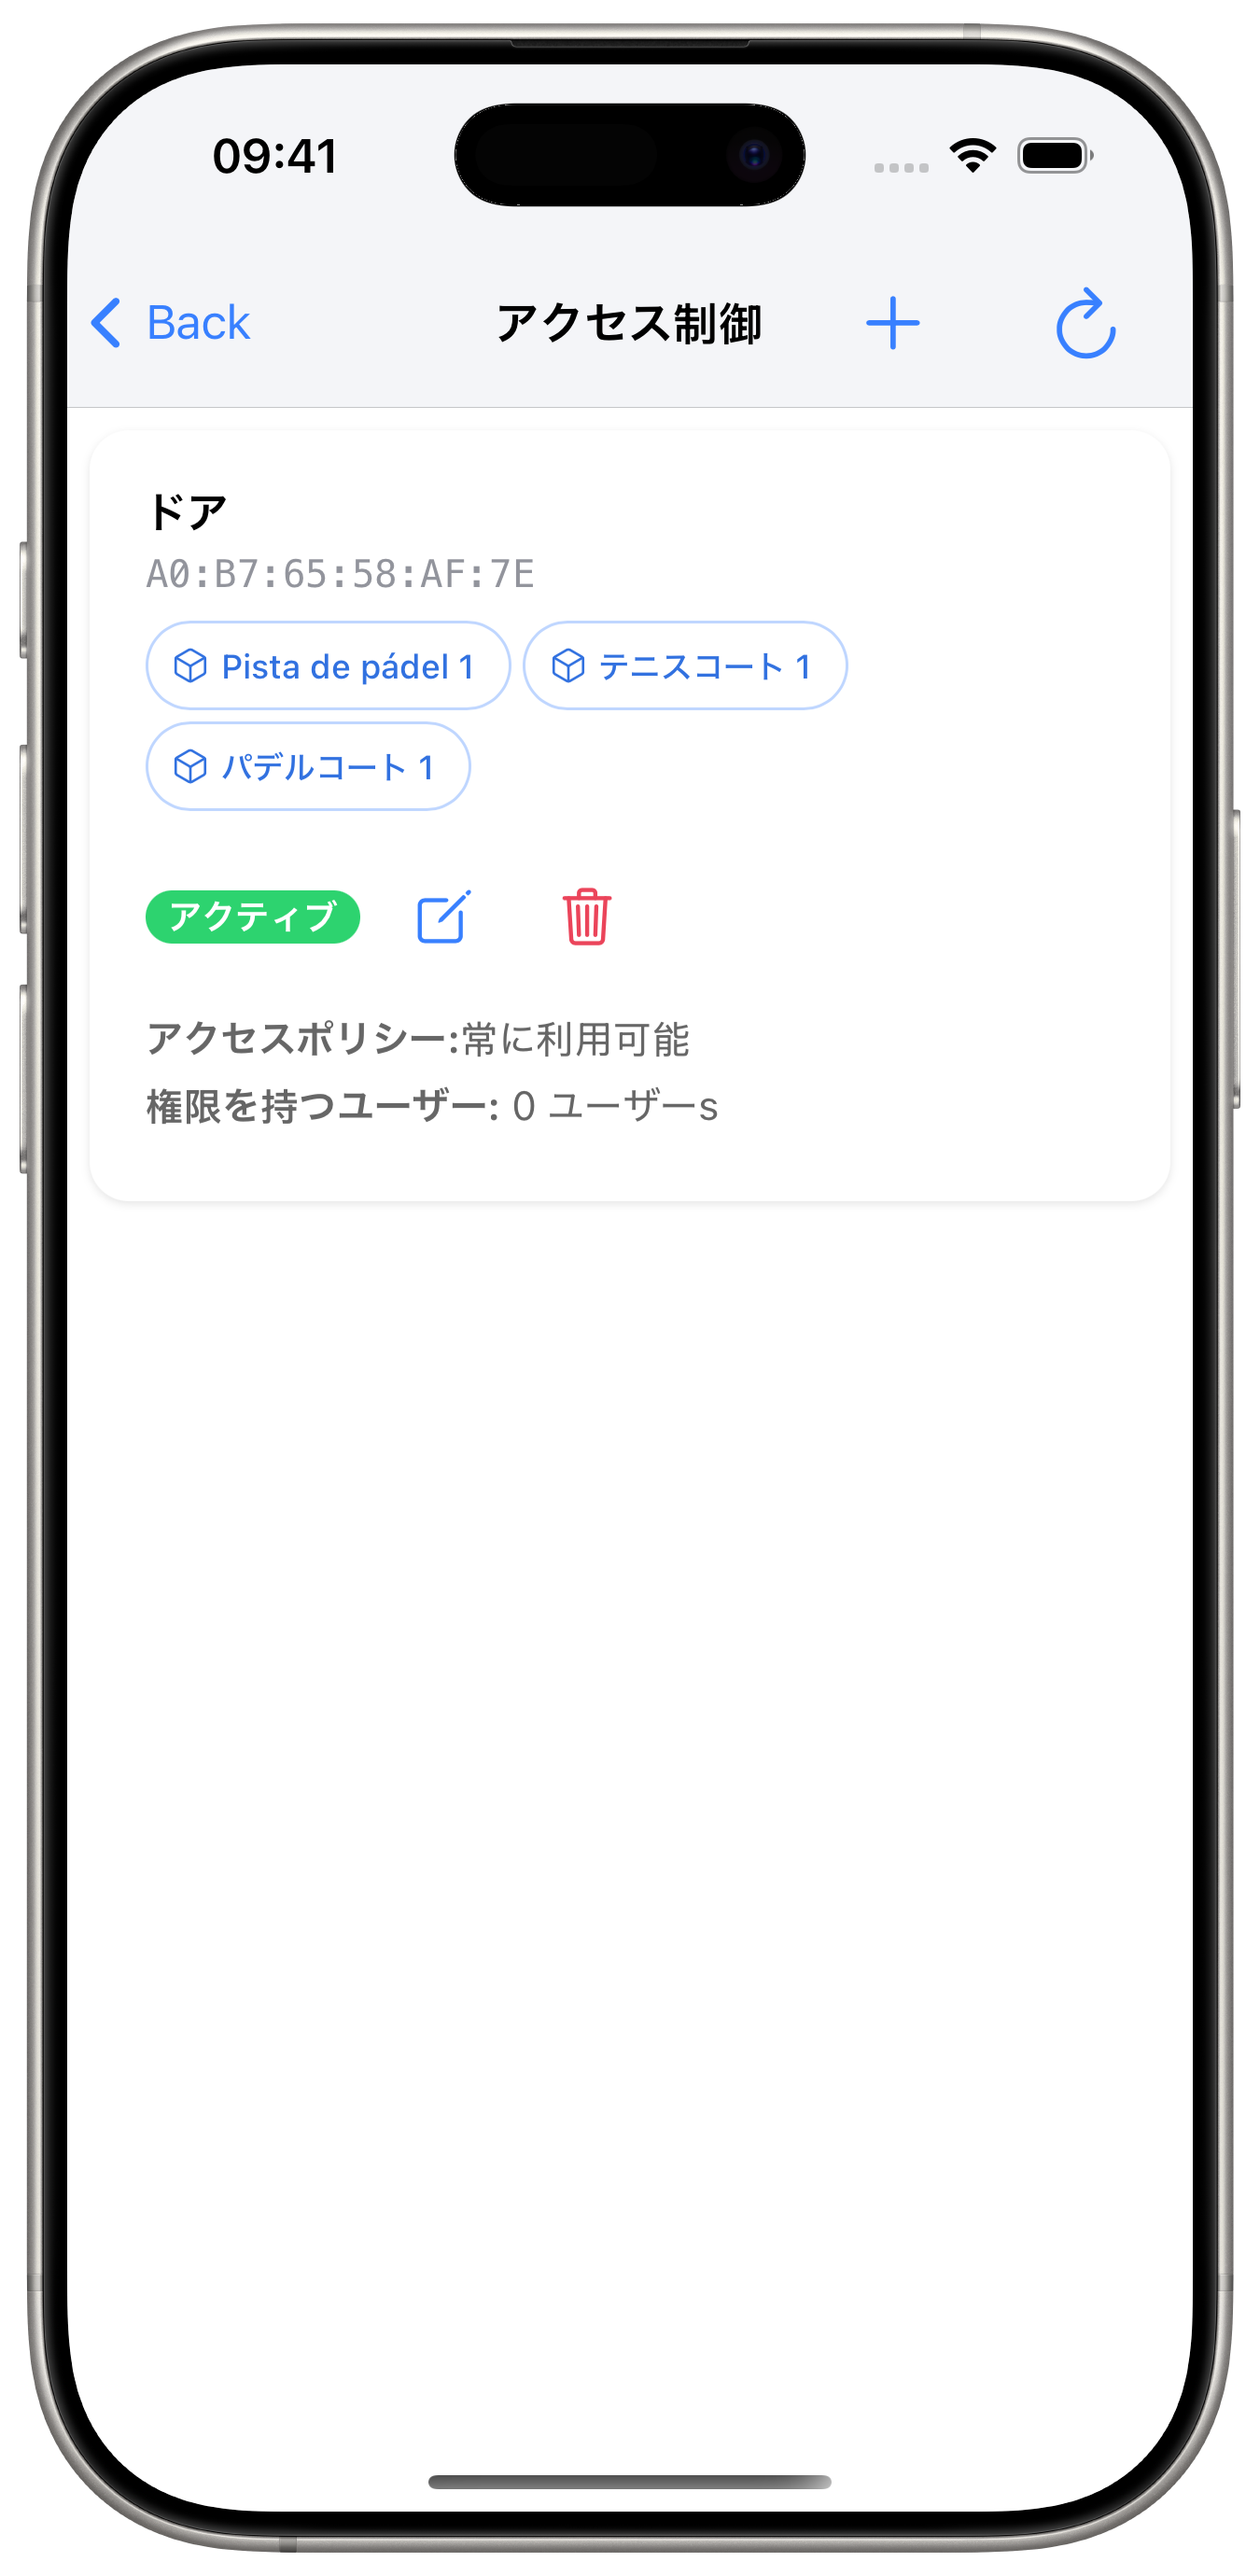 09:41
Back アクセス制御
ドア
A0:B7:65:58:AF:7E
Pista de pádel 1 テニスコート 1
パデルコート 1
アクティブ
アクセスポリシー:常に利用可能
権限を持つユーザー: 0 ユーザーs